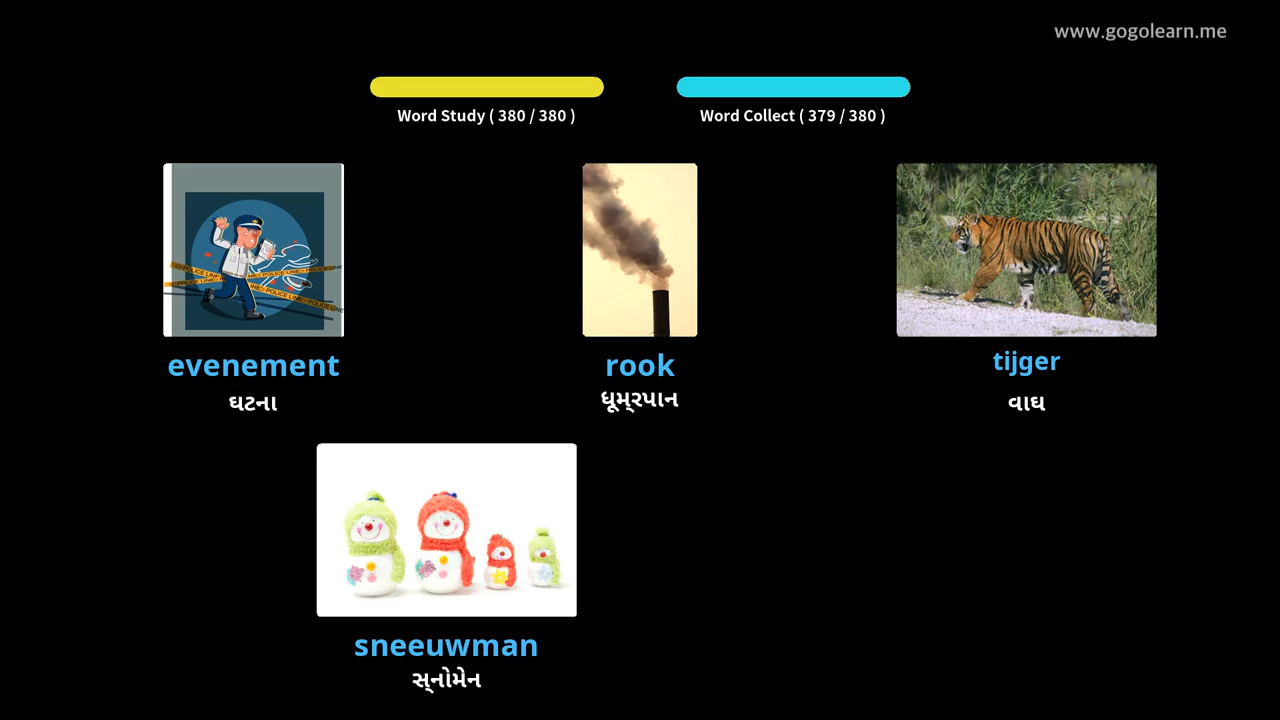 www.gogolearn.me
Word Study ( 380 / 380 )
Word Collect ( 379 / 380 )
evenement
rook
tijger
ઘટના
ધૂમ્રપાન
વાઘ
sneeuwman
સ્નોમેન